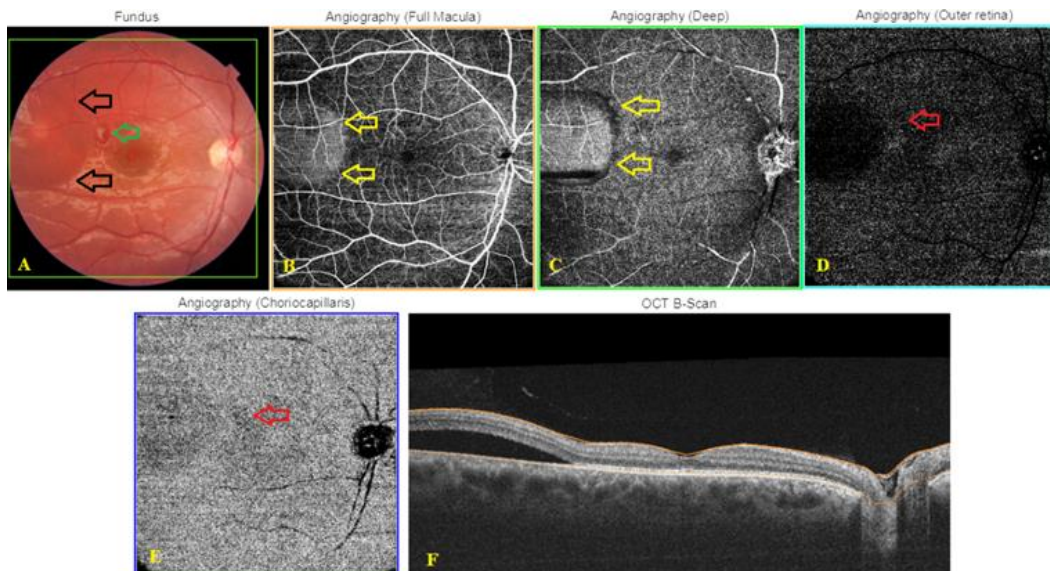 Fundus
Angiography (Full Macula)
Angiography (Deep)
Angiography (Outer retina)
A
B
C
D
Angiography (Choriocapillaris)
OCT B-Scan
E
F